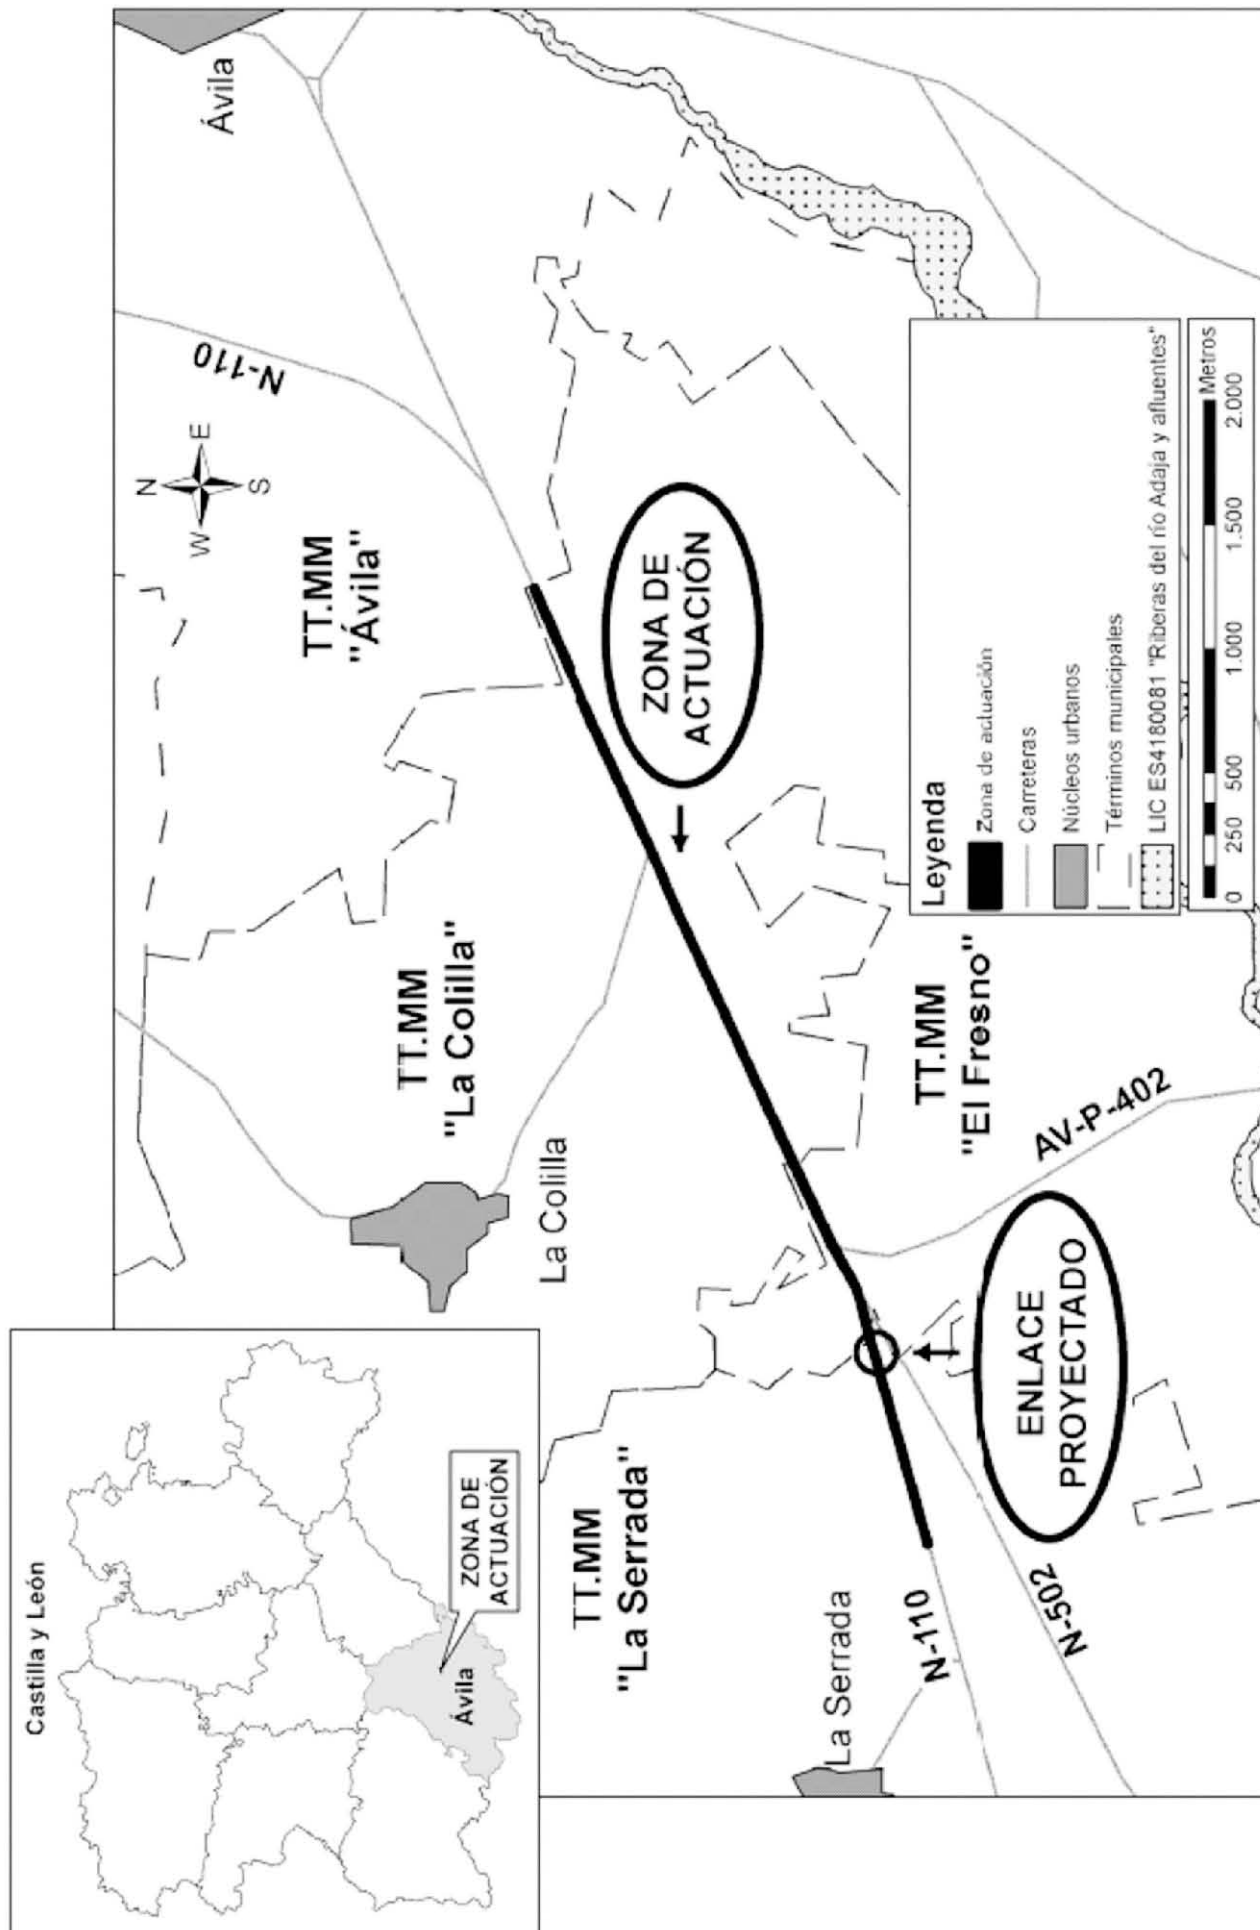 Castilla y León
Ávila
ZONA DE
ACTUACIÓN
Ávila
N-110
N
W
E
S
TT.MM
"Ávila"
TT.MM
"La Colilla"
La Colilla
ZONA DE
ACTUACIÓN
TT.MM
"La Serrada"
La Serrada
N-110
N-502
ENLACE
PROYECTADO
AV-P-402
TT.MM
"El Fresno"
Leyenda
Zona de actuación
Carreteras
Núcleos urbanos
Términos municipales
LIC ES4180081 "Riberas del río Adaja y afluentes"
0 250 500 1.000 1.500 2.000
Metros